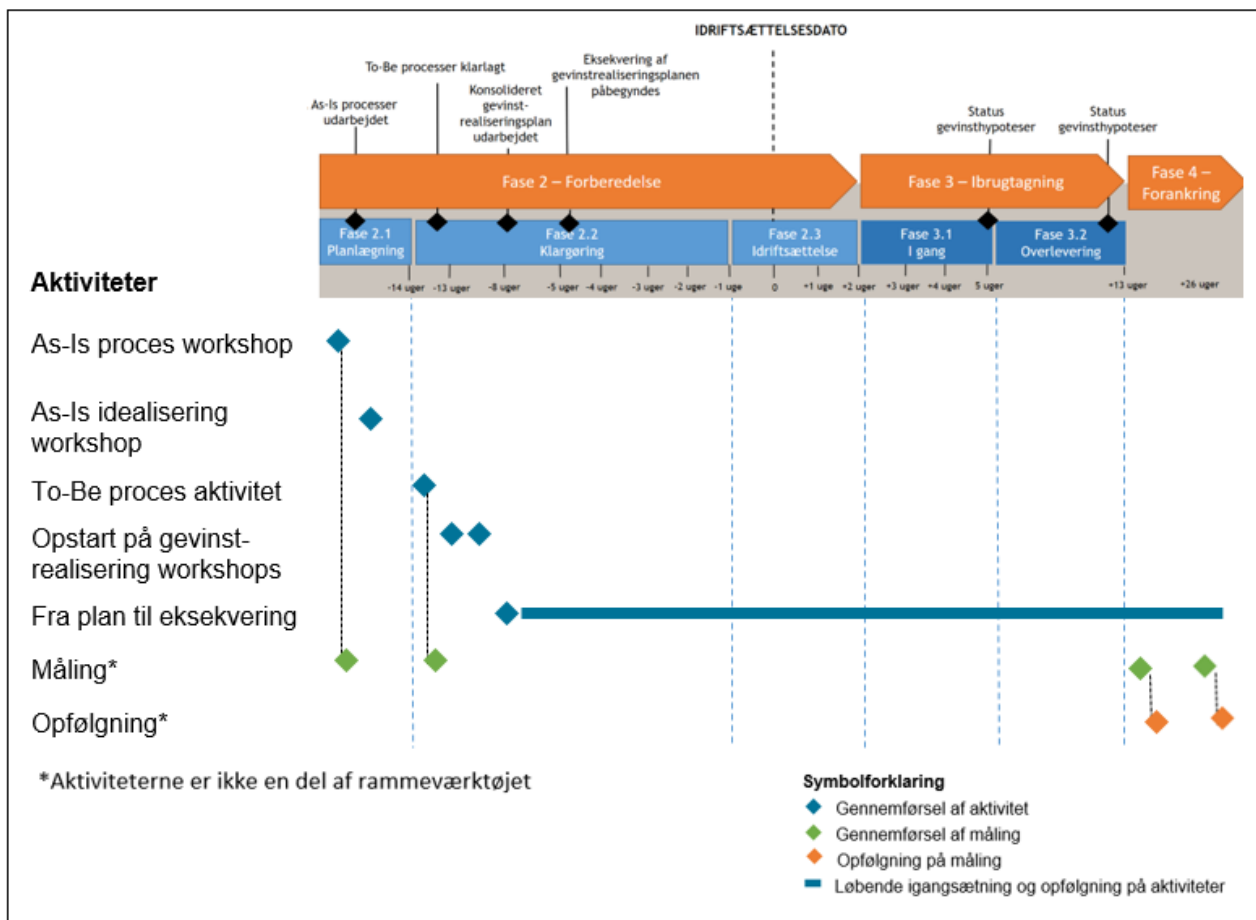 IDRIFTSÆTTELSESDATO
To-Be processer klarlagt
Eksekvering af
gevinstrealiseringsplanen
påbegyndes
As-Is processer
udarbejdet
Konsolideret
gevinst-
realiseringsplan
udarbejdet
Status
gevinsthypoteser
Status
gevinsthypoteser
Fase 2 – Forberedelse
Fase 3 – Ibrugtagning
Fase 4 –
Forankring
Fase 2.1
Planlægning
Fase 2.2
Klargøring
Fase 2.3
Idriftsættelse
Fase 3.1
I gang
Fase 3.2
Overlevering
-14 uger -13 uger -8 uger -5 uger -4 uger -3 uger -2 uger -1 uge 0 +1 uge +2 uger +3 uger +4 uger 5 uger +13 uger +26 uger
Aktiviteter
As-Is proces workshop
As-Is idealisering
workshop
To-Be proces aktivitet
Opstart på gevinst-
realisering workshops
Fra plan til eksekvering
Måling*
Opfølgning*
*Aktiviteterne er ikke en del af rammeværktøjet
Symbolforklaring
Gennemførsel af aktivitet
Gennemførsel af måling
Opfølgning på måling
Løbende igangsætning og opfølgning på aktiviteter